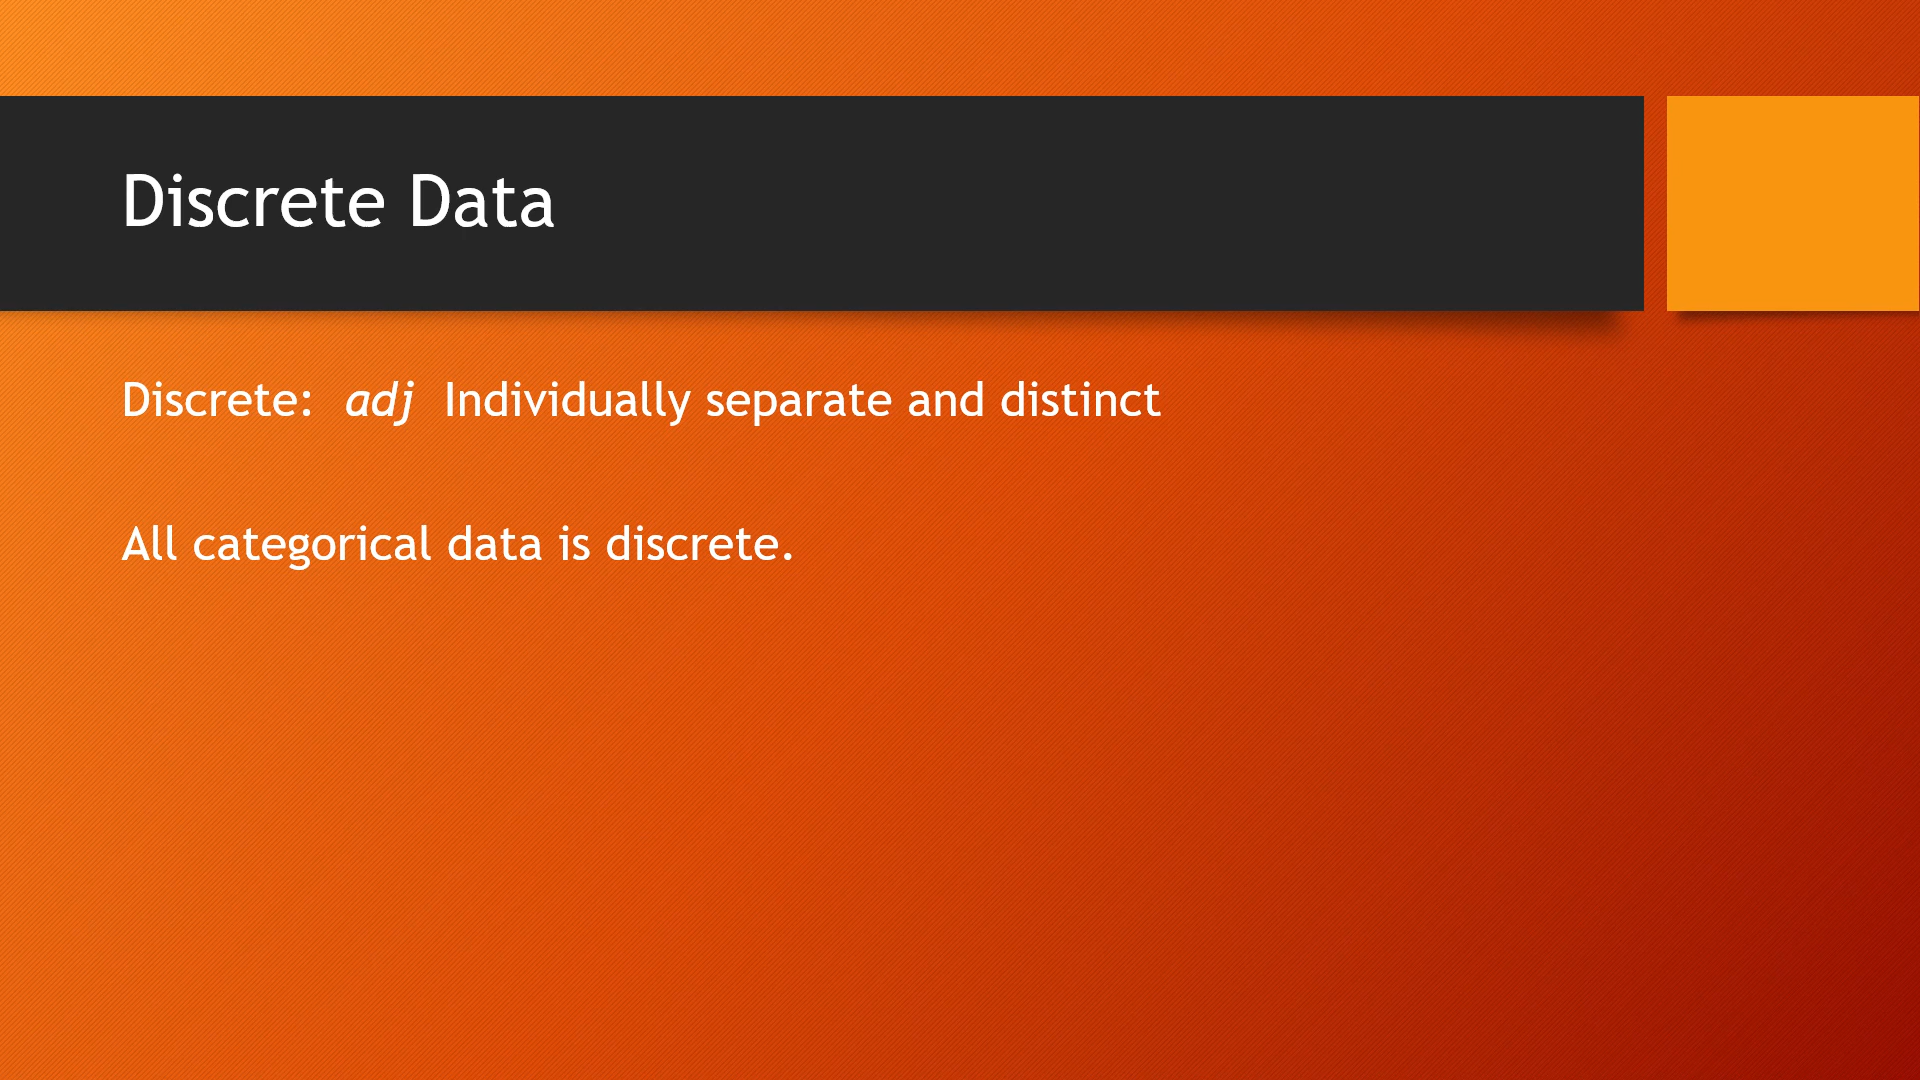 Discrete Data
Discrete:  adj  Individually separate and distinct
All categorical data is discrete.